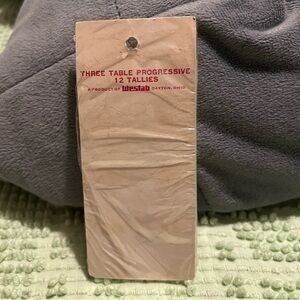 THREE TABLE PROGRESSIVE
12 TALLIES
A PRODUCT OF Westab DAYTON, OHIO